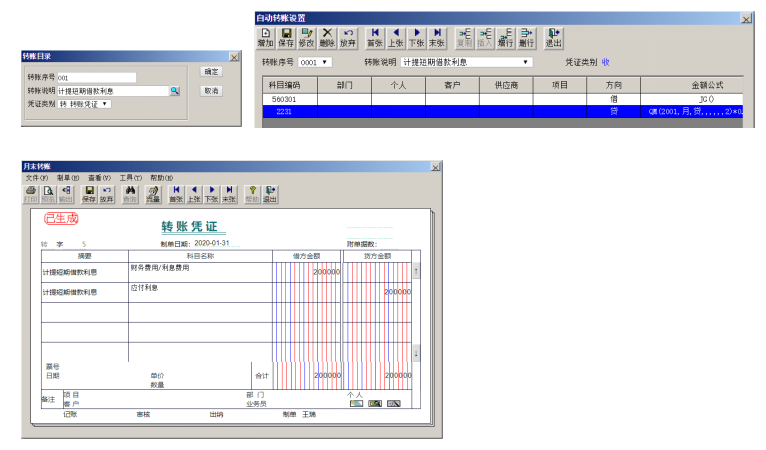 转账目录
转账序号 001
转账说明 计提短期借款利息
凭证类别 转 转账凭证
确定
取消
自动转账设置
增加 保存 修改 删除 放弃 首张 上张 下张 末张 复制 插入 增行 删行 退出
转账序号 0001 转账说明 计提短期借款利息 凭证类别 收
科目编码 部门 个人 客户 供应商 项目 方向 金额公式
560301 借 JG()
2231 贷 QM(2001,月,贷,,,,,2)*0.
月末转账
文件(F) 制单(E) 查看(V) 工具(T) 帮助(H)
打印 预览 输出 保存 放弃 查询 流量 首张 上张 下张 末张 帮助 退出
已生成
转账凭证
转 字 5 制单日期: 2020-01-31 附单据数:
摘要 科目名称 借方金额 贷方金额
计提短期借款利息 财务费用/利息费用 200000
计提短期借款利息 应付利息 200000
票号
日期 单价
数量
合计 200000 200000
备注 项目 部门 个人
客户 业务员
记账 审核 出纳 制单 王瑞